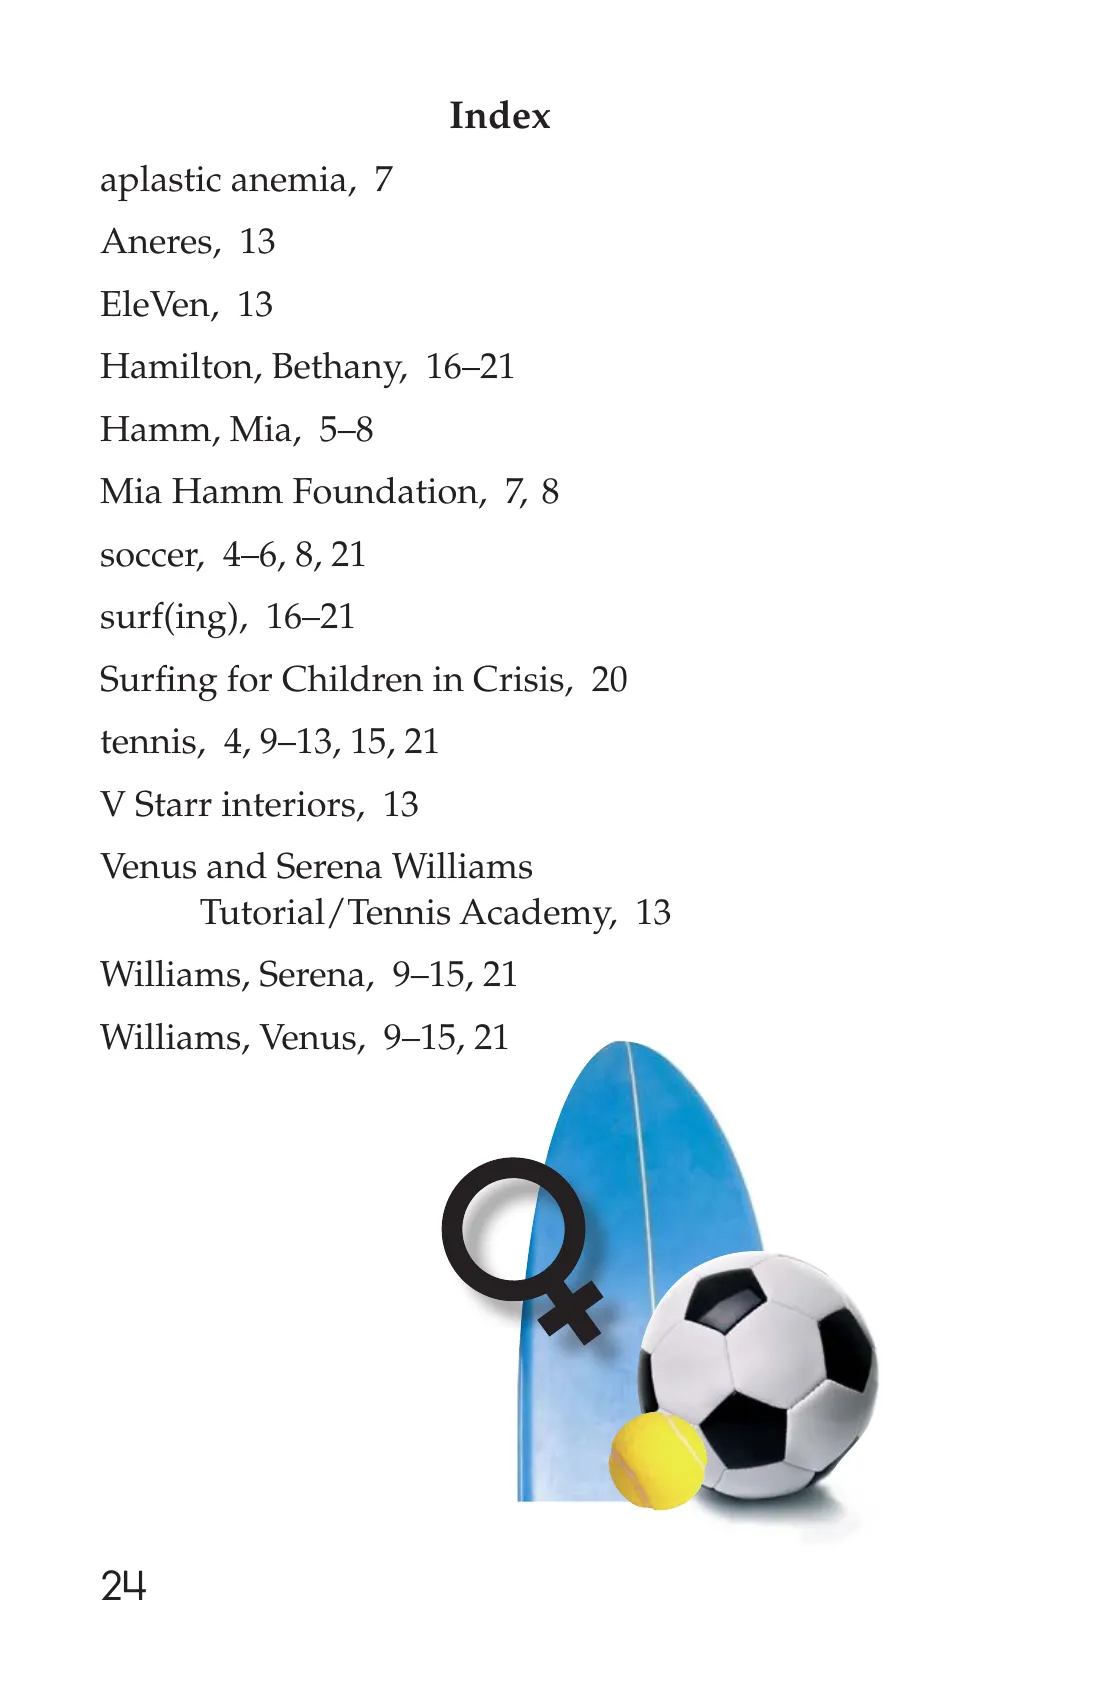 Index
aplastic anemia, 7
Aneres, 13
EleVen, 13
Hamilton, Bethany, 16–21
Hamm, Mia, 5–8
Mia Hamm Foundation, 7, 8
soccer, 4–6, 8, 21
surf(ing), 16–21
Surfing for Children in Crisis, 20
tennis, 4, 9–13, 15, 21
V Starr interiors, 13
Venus and Serena Williams
Tutorial/Tennis Academy, 13
Williams, Serena, 9–15, 21
Williams, Venus, 9–15, 21
24